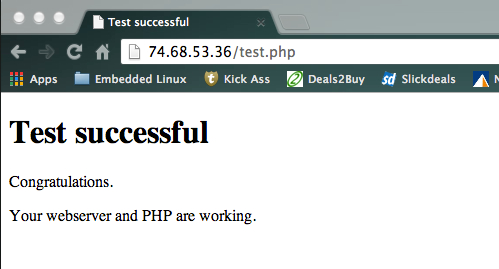 Test successful
74.68.53.36/test.php
Apps Embedded Linux Kick Ass Deals2Buy sd Slickdeals N
Test successful
Congratulations.
Your webserver and PHP are working.